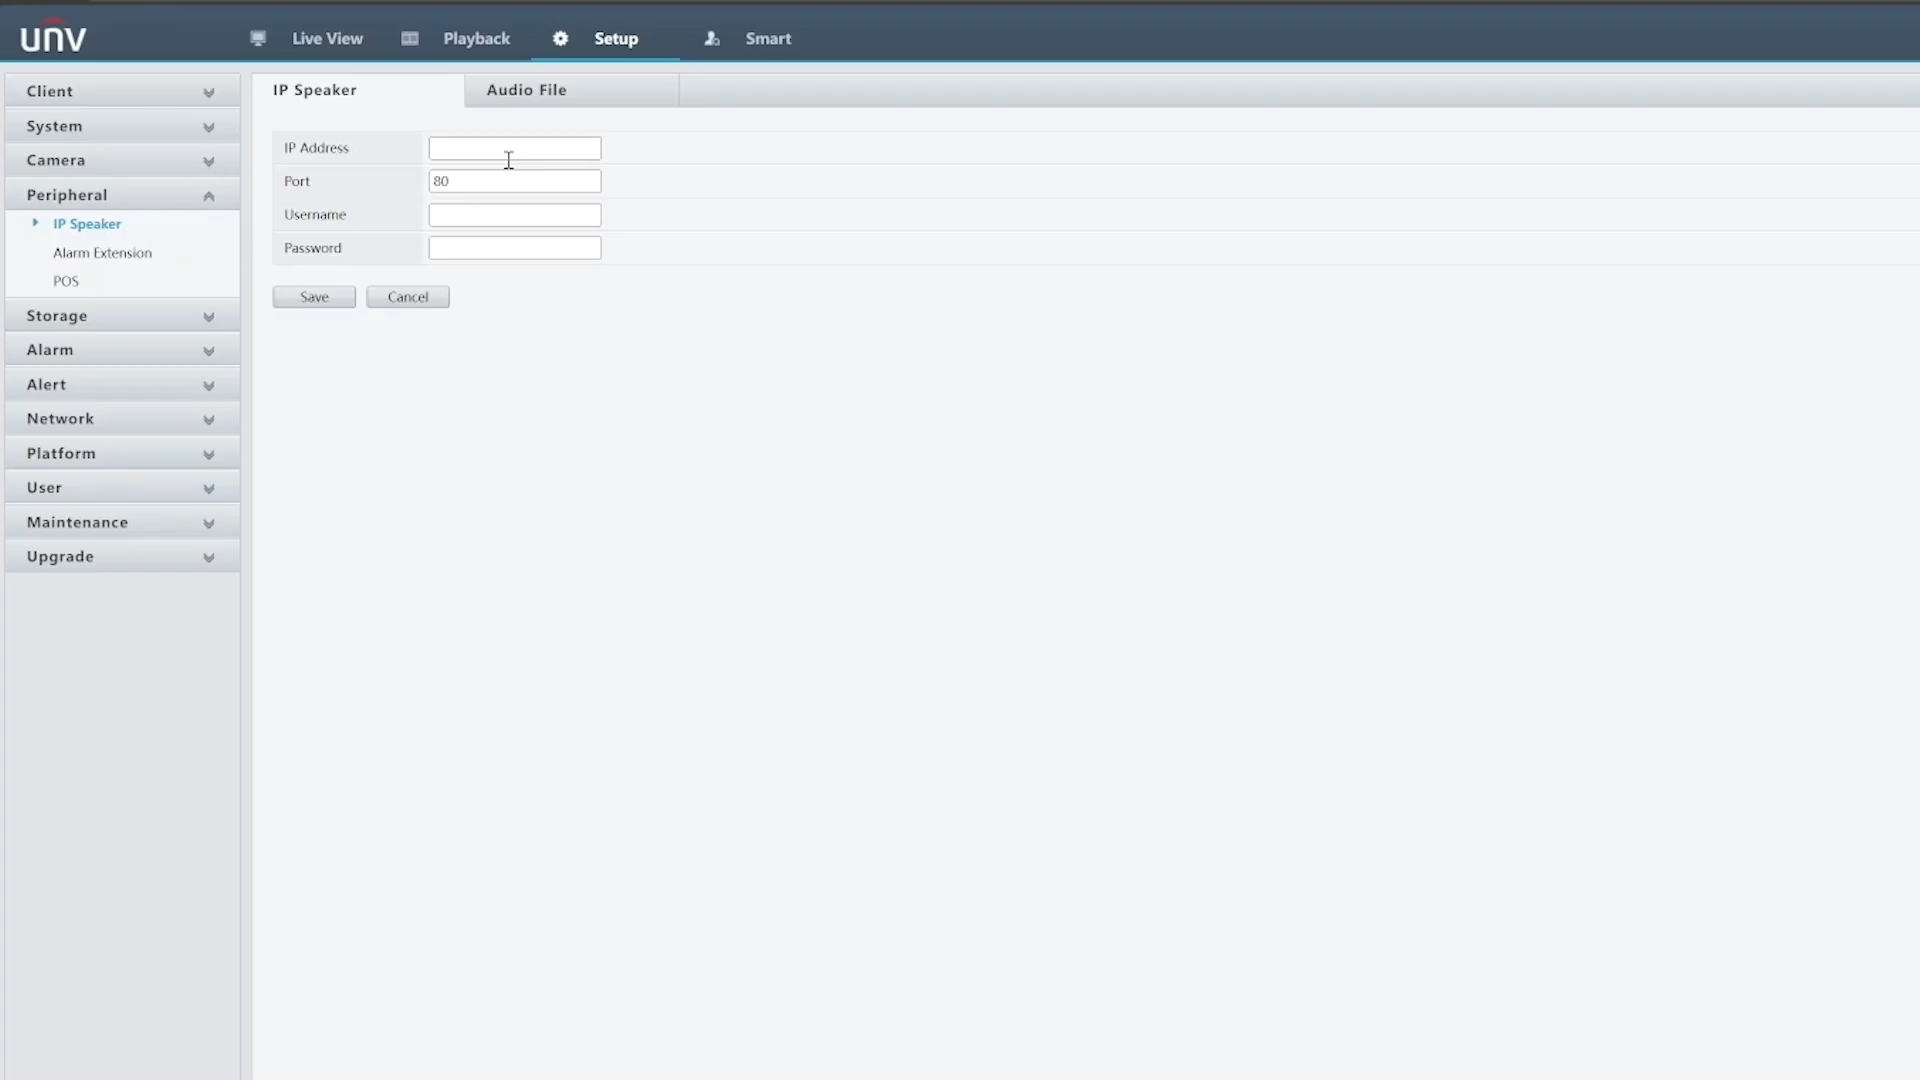 unv
Live View
Playback
Setup
Smart
Client
System
Camera
Peripheral
IP Speaker
Alarm Extension
POS
Storage
Alarm
Alert
Network
Platform
User
Maintenance
Upgrade
IP Speaker
Audio File
IP Address
Port
80
Username
Password
Save
Cancel